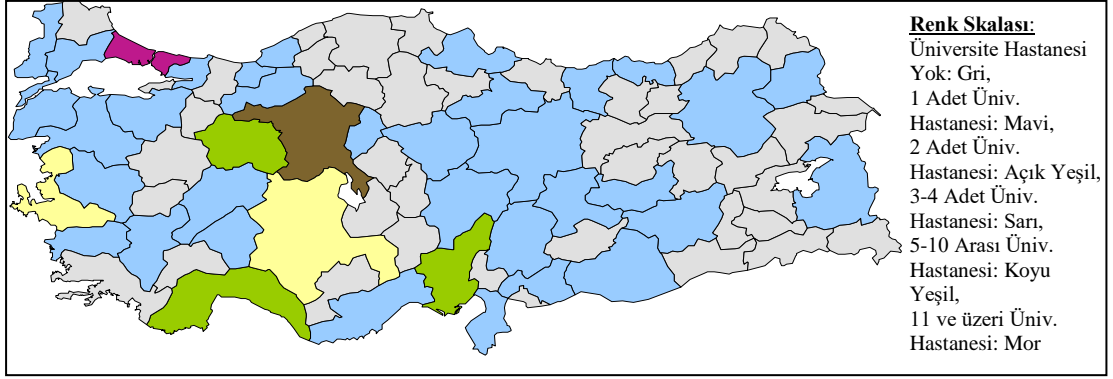 Renk Skalası:
Üniversite Hastanesi
Yok: Gri,
1 Adet Üniv.
Hastanesi: Mavi,
2 Adet Üniv.
Hastanesi: Açık Yeşil,
3-4 Adet Üniv.
Hastanesi: Sarı,
5-10 Arası Üniv.
Hastanesi: Koyu
Yeşil,
11 ve üzeri Üniv.
Hastanesi: Mor